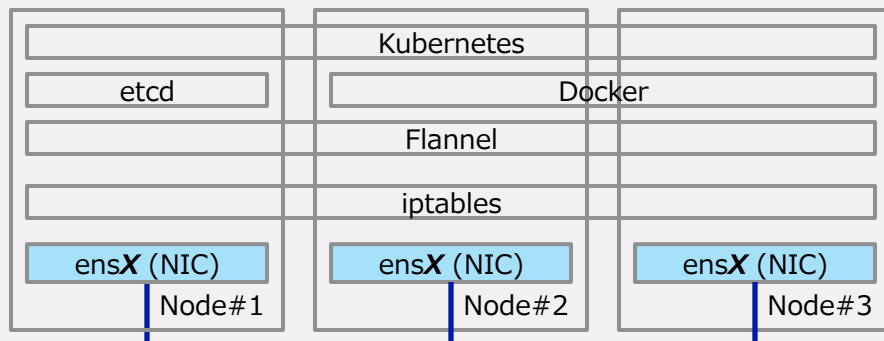 Kubernetes
etcd
Docker
Flannel
iptables
ensX (NIC)
ensX (NIC)
ensX (NIC)
Node#1
Node#2
Node#3